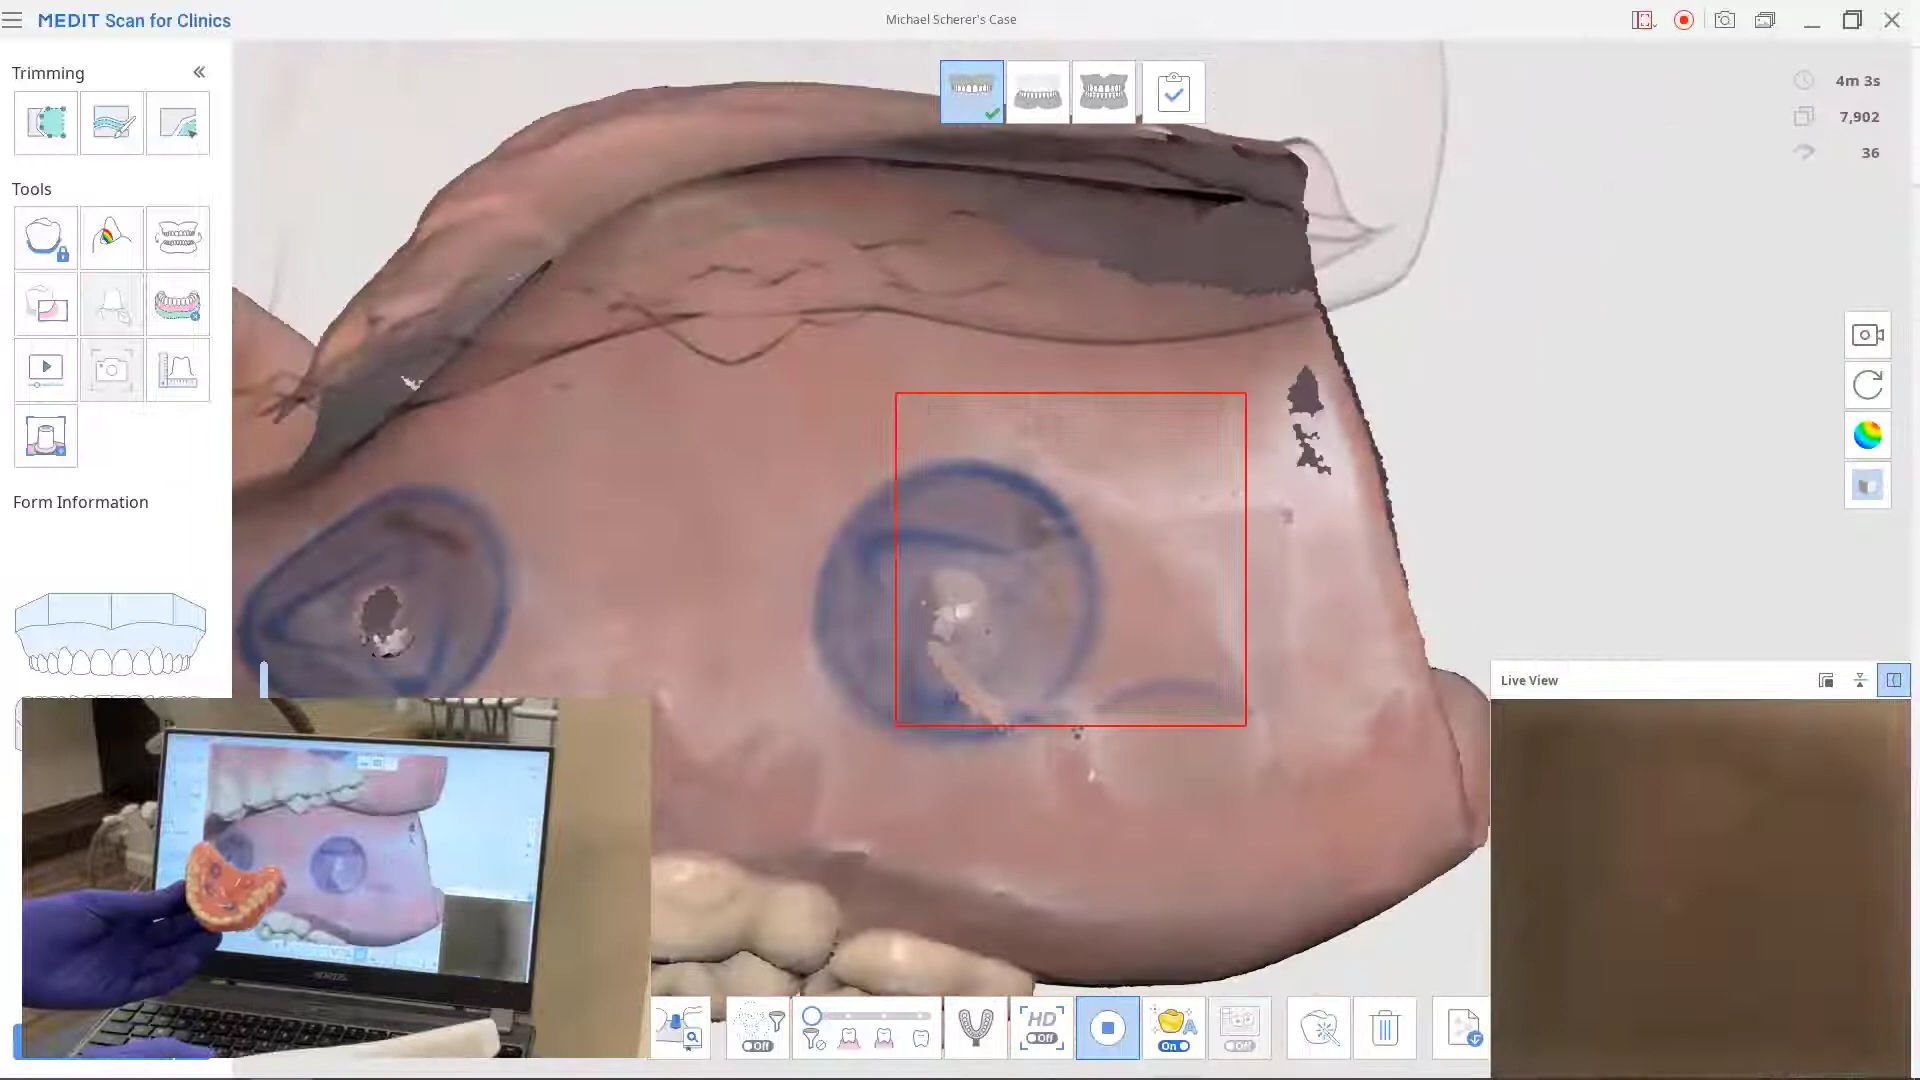 MEDIT Scan for Clinics
Michael Scherer's Case
Trimming
4m 3s
7,902
36
Tools
Form Information
Live View
Off
HD
Off
A
On
Off